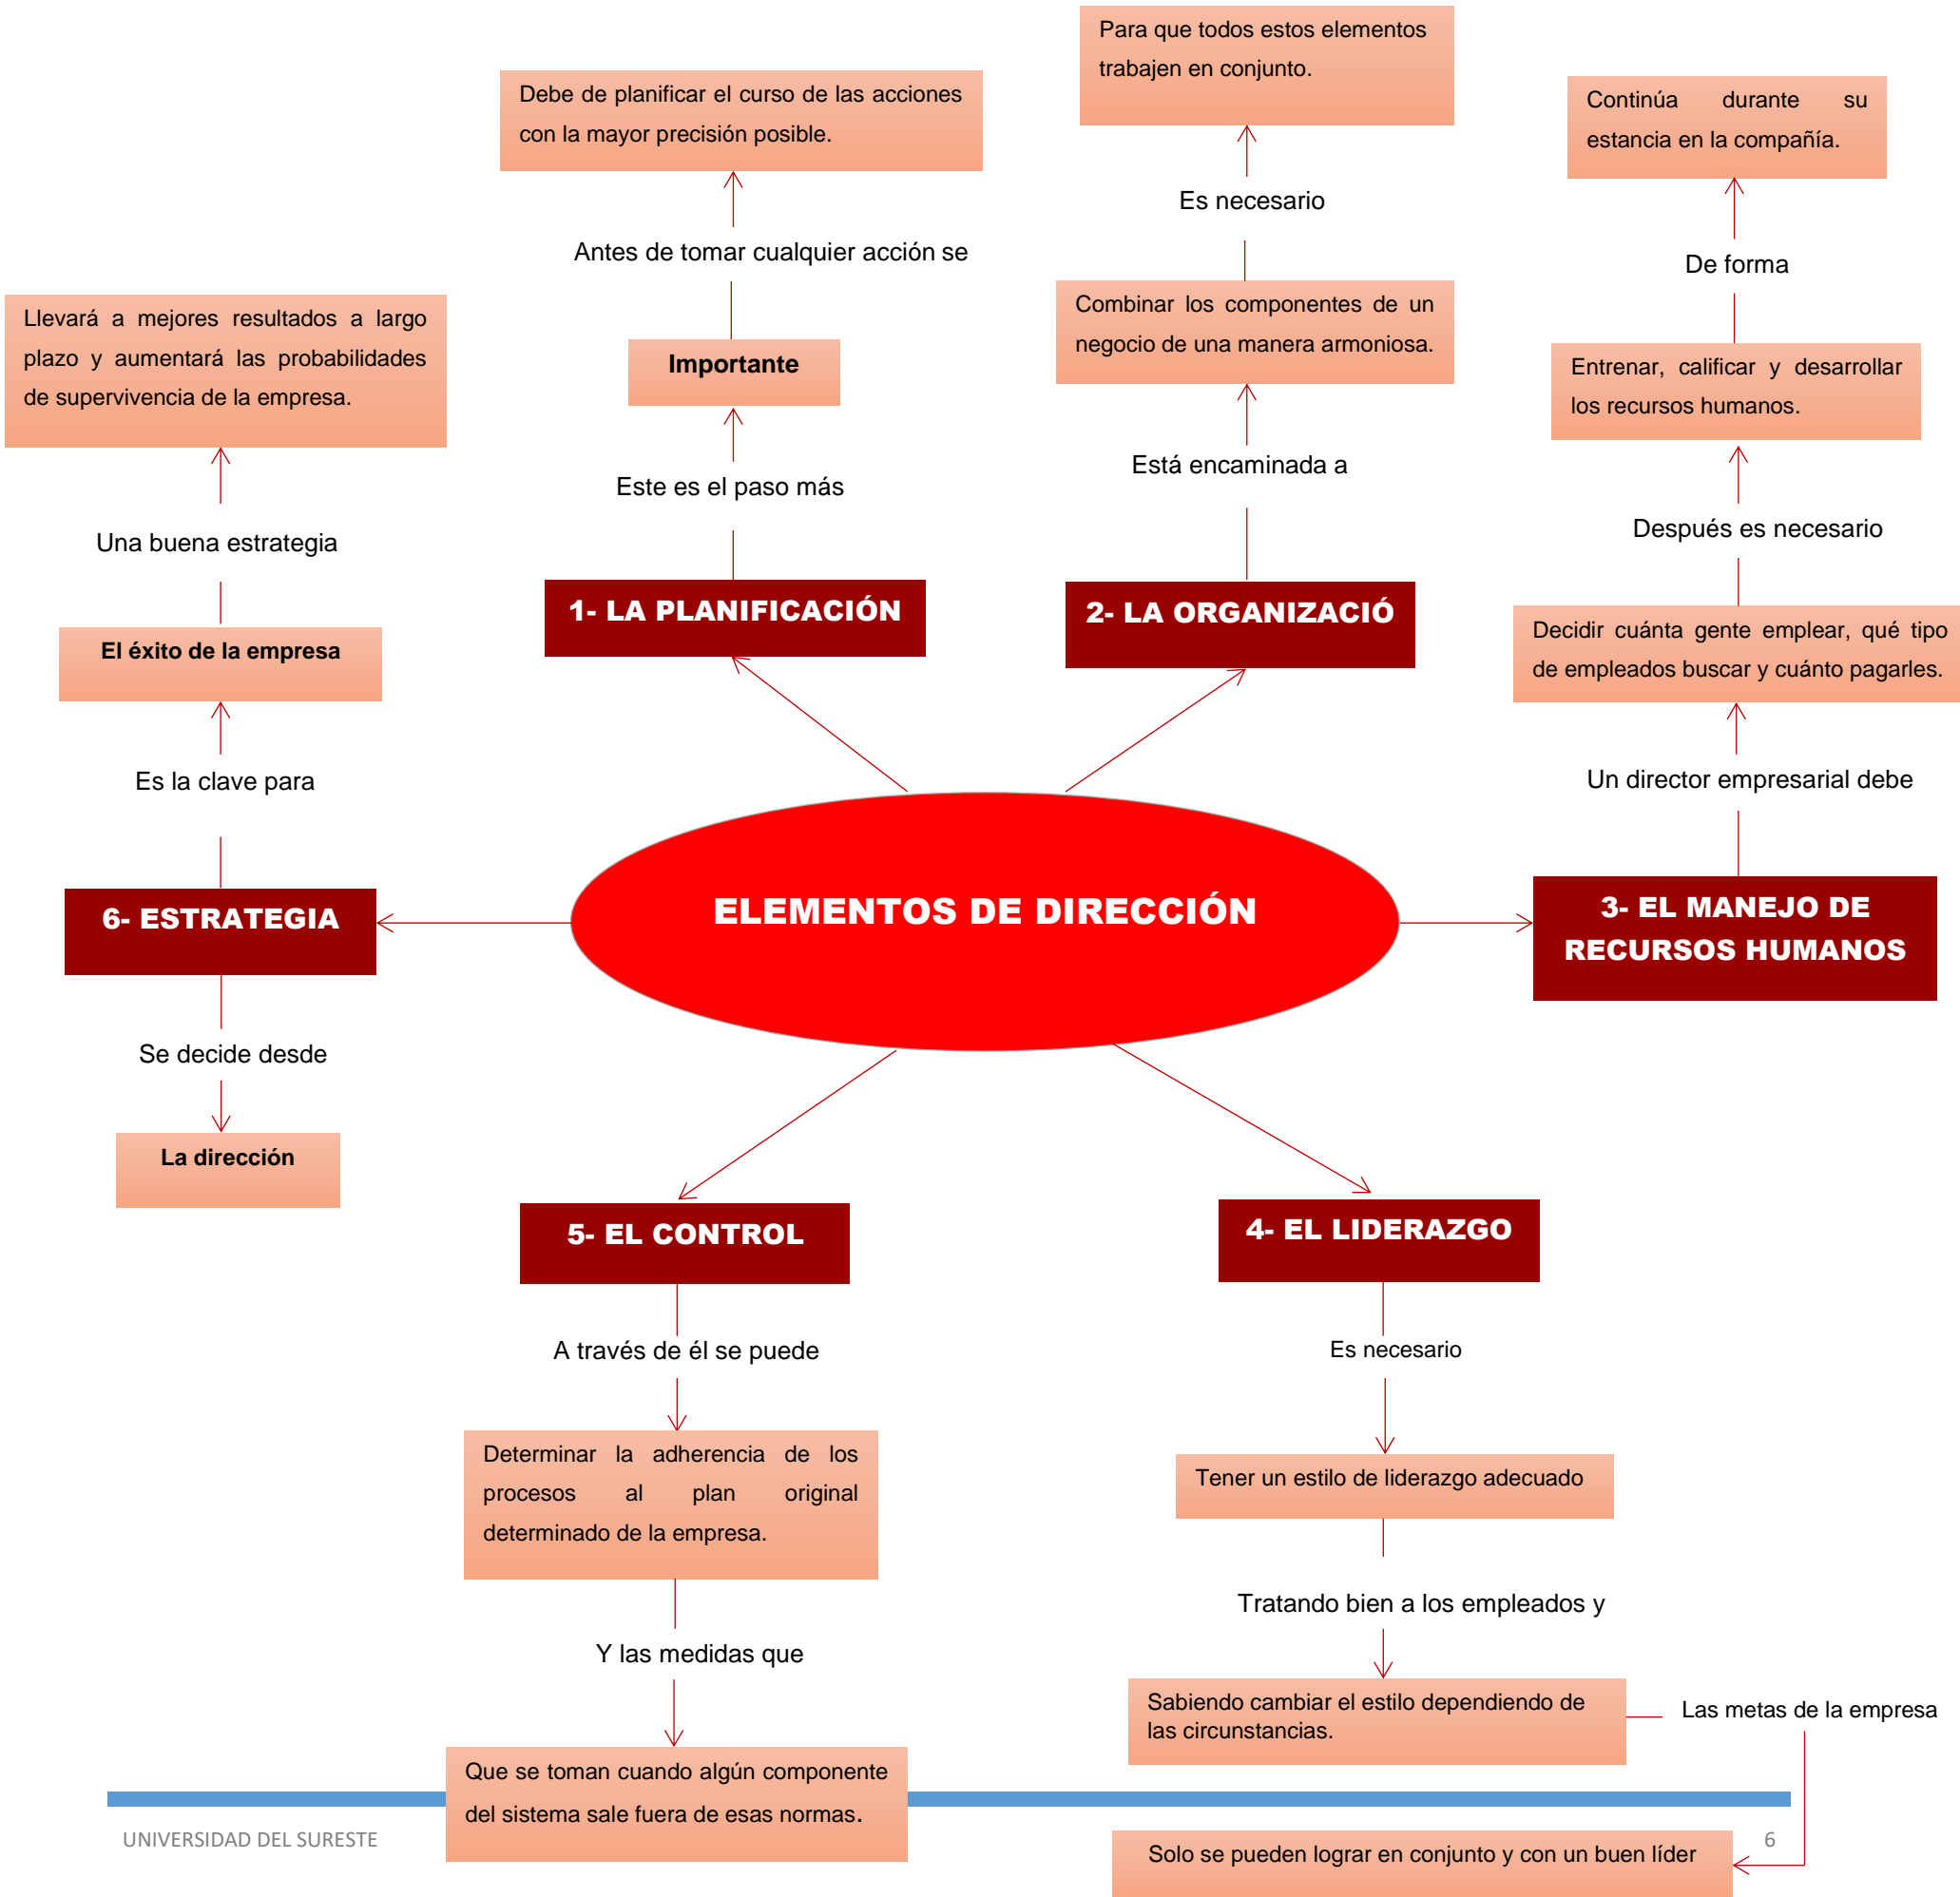 Para que todos estos elementos
trabajen en conjunto.
Debe de planificar el curso de las acciones
con la mayor precisión posible.
Continúa durante su
estancia en la compañía.
Es necesario
Antes de tomar cualquier acción se
De forma
Llevará a mejores resultados a largo
plazo y aumentará las probabilidades
de supervivencia de la empresa.
Combinar los componentes de un
negocio de una manera armoniosa.
Importante
Entrenar, calificar y desarrollar
los recursos humanos.
Está encaminada a
Este es el paso más
Una buena estrategia
Después es necesario
1- LA PLANIFICACIÓN
2- LA ORGANIZACIÓ
Decidir cuánta gente emplear, qué tipo
de empleados buscar y cuánto pagarles.
El éxito de la empresa
Es la clave para
Un director empresarial debe
6- ESTRATEGIA
ELEMENTOS DE DIRECCIÓN
3- EL MANEJO DE
RECURSOS HUMANOS
Se decide desde
La dirección
5- EL CONTROL
4- EL LIDERAZGO
A través de él se puede
Es necesario
Determinar la adherencia de los
procesos al plan original
determinado de la empresa.
Tener un estilo de liderazgo adecuado
Tratando bien a los empleados y
Y las medidas que
Sabiendo cambiar el estilo dependiendo de
las circunstancias.
Las metas de la empresa
Que se toman cuando algún componente
del sistema sale fuera de esas normas.
UNIVERSIDAD DEL SURESTE
6
Solo se pueden lograr en conjunto y con un buen líder